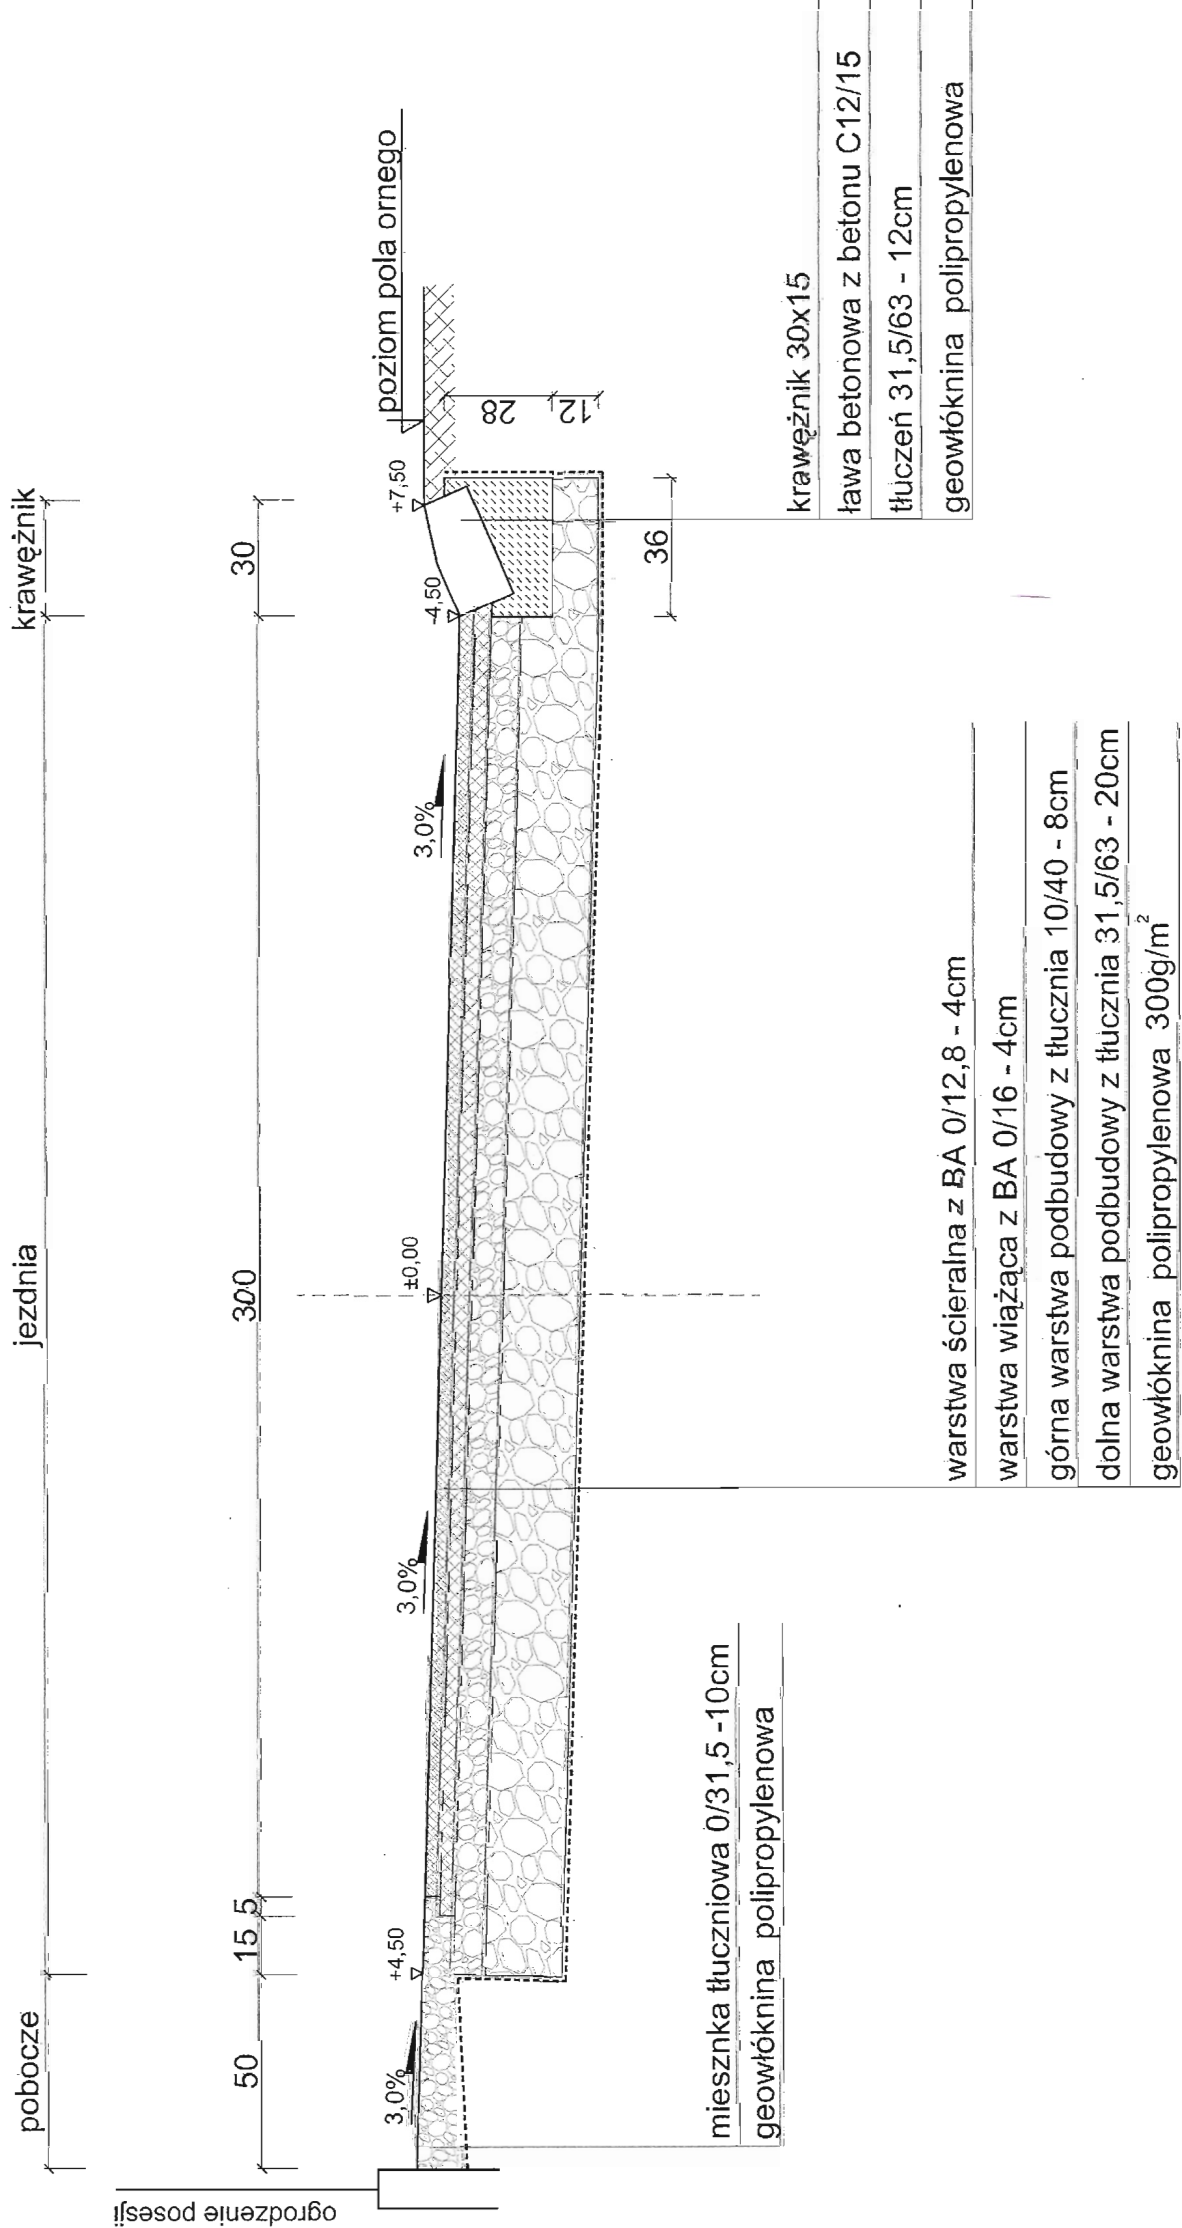 pobocze
jezdnia
krawężnik
50
15
5
300
30
ogrodzenie posesji
3,0%
+4,50
3,0%
±0,00
3,0%
-4,50
+7,50
poziom pola ornego
28
12
36
miesznka tłuczniowa 0/31,5 -10cm
geowłóknina polipropylenowa
warstwa ścieralna z BA 0/12,8 - 4cm
warstwa wiążąca z BA 0/16 - 4cm
górna warstwa podbudowy z tłucznia 10/40 - 8cm
dolna warstwa podbudowy z tłucznia 31,5/63 - 20cm
geowłóknina polipropylenowa 300g/m²
krawężnik 30x15
ława betonowa z betonu C12/15
tłuczeń 31,5/63 - 12cm
geowłóknina polipropylenowa